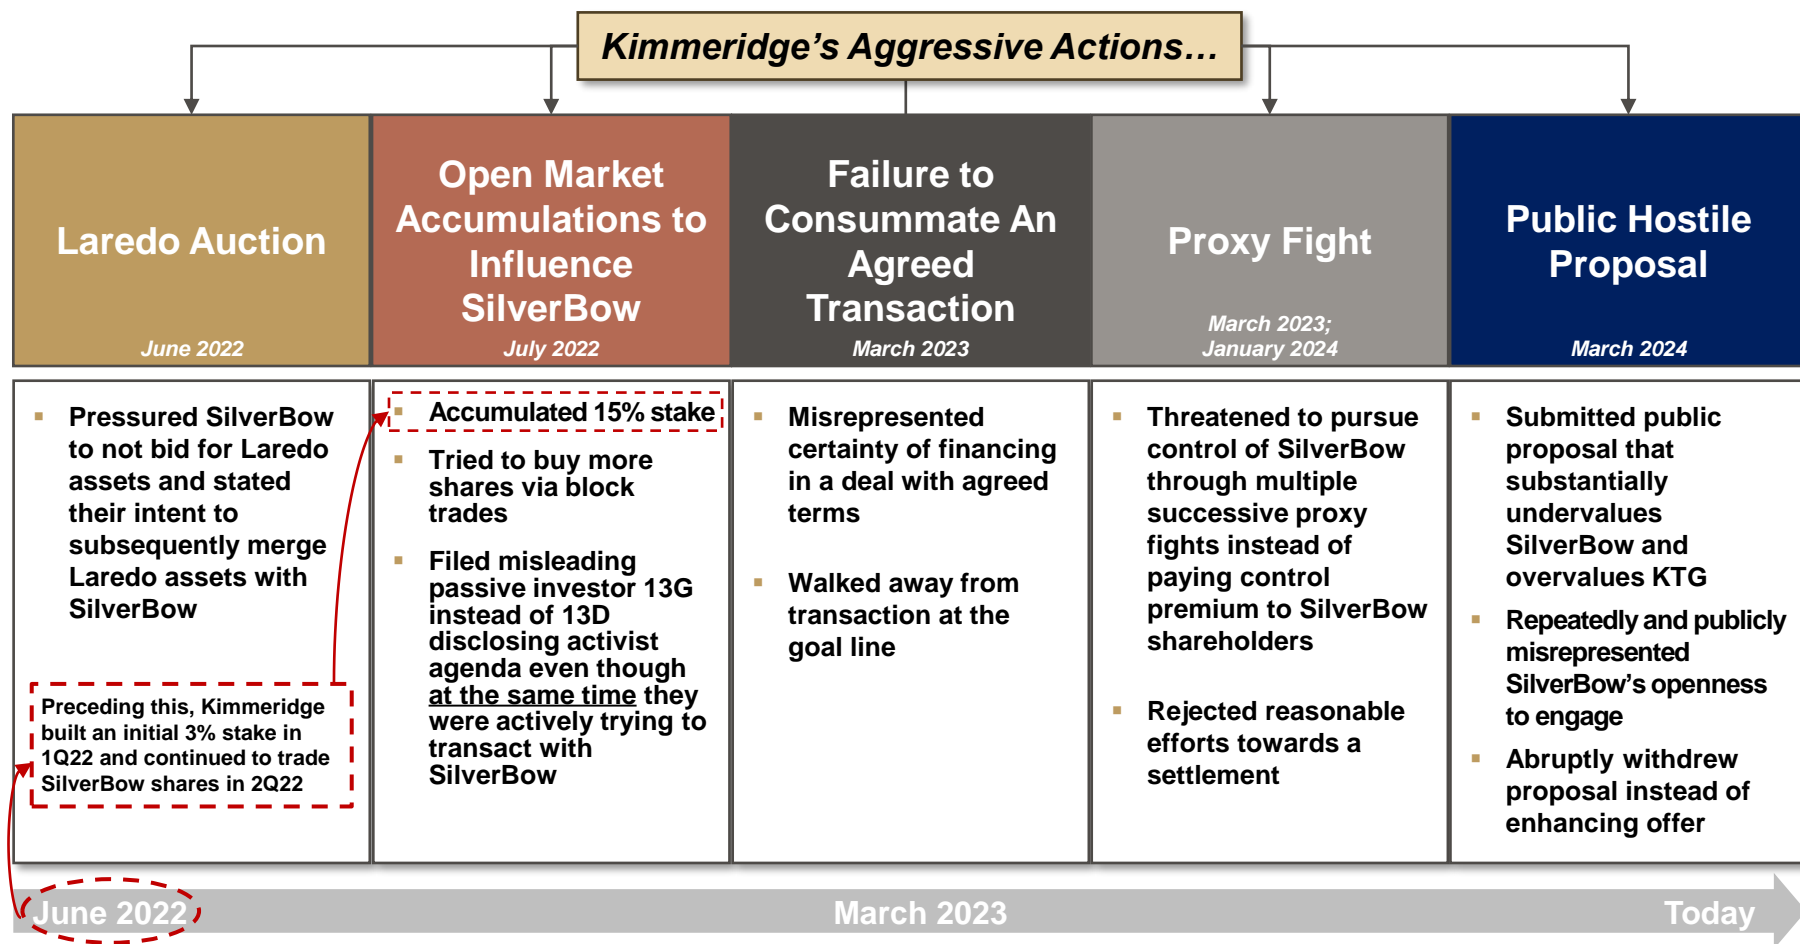 Kimmeridge's Aggressive Actions…
Laredo Auction
June 2022
Open Market
Accumulations to
Influence
SilverBow
July 2022
Failure to
Consummate An
Agreed
Transaction
March 2023
Proxy Fight
March 2023;
January 2024
Public Hostile
Proposal
March 2024
▪ Pressured SilverBow
to not bid for Laredo
assets and stated
their intent to
subsequently merge
Laredo assets with
SilverBow
Preceding this, Kimmeridge
built an initial 3% stake in
1Q22 and continued to trade
SilverBow shares in 2Q22
▪ Accumulated 15% stake
▪ Tried to buy more
shares via block
trades
▪ Filed misleading
passive investor 13G
instead of 13D
disclosing activist
agenda even though
at the same time they
were actively trying to
transact with
SilverBow
▪ Misrepresented
certainty of financing
in a deal with agreed
terms
▪ Walked away from
transaction at the
goal line
▪ Threatened to pursue
control of SilverBow
through multiple
successive proxy
fights instead of
paying control
premium to SilverBow
shareholders
▪ Rejected reasonable
efforts towards a
settlement
▪ Submitted public
proposal that
substantially
undervalues
SilverBow and
overvalues KTG
▪ Repeatedly and publicly
misrepresented
SilverBow's openness
to engage
▪ Abruptly withdrew
proposal instead of
enhancing offer
June 2022
March 2023
Today